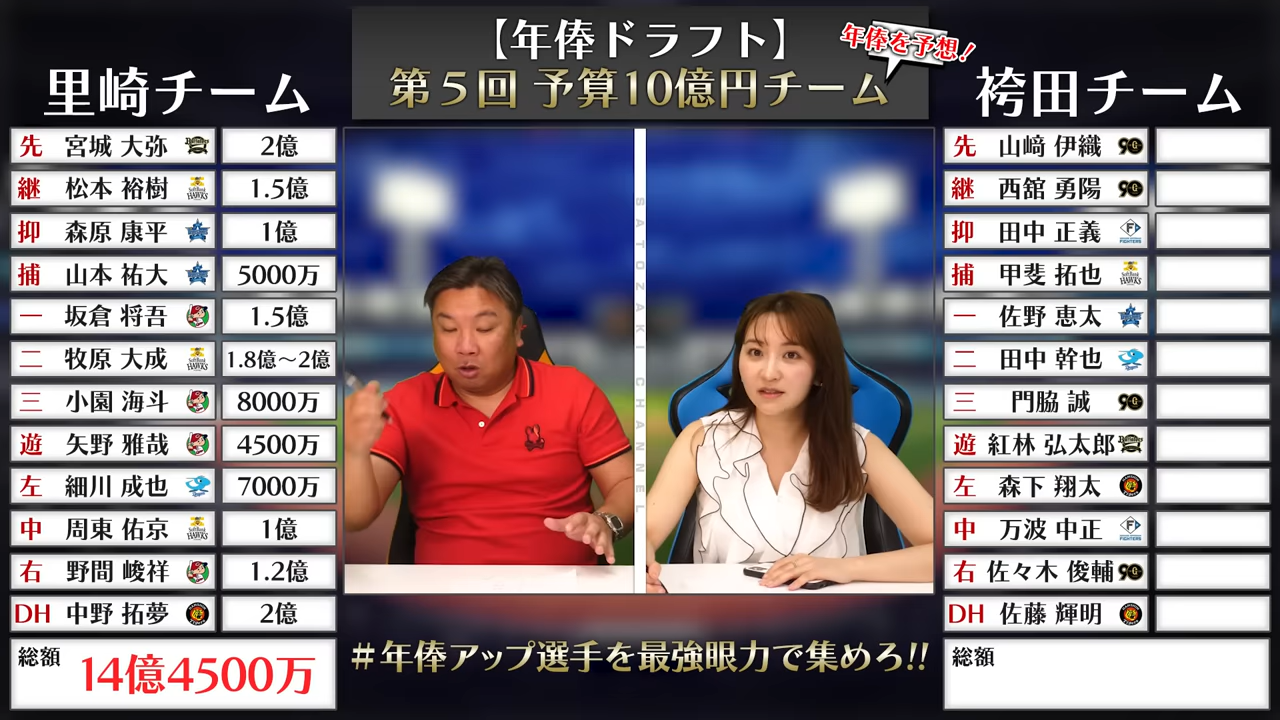 【年俸ドラフト】
第5回 予算10億円チーム
年俸を予想!
里崎チーム
先 宮城 大弥 2億
継 松本 裕樹 1.5億
抑 森原 康平 1億
捕 山本 祐大 5000万
一 坂倉 将吾 1.5億
二 牧原 大成 1.8億〜2億
三 小園 海斗 8000万
遊 矢野 雅哉 4500万
左 細川 成也 7000万
中 周東 佑京 1億
右 野間 峻祥 1.2億
DH 中野 拓夢 2億
総額 14億4500万
SATOZAKI CHANNEL
袴田チーム
先 山﨑 伊織
継 西舘 勇陽
抑 田中 正義
捕 甲斐 拓也
一 佐野 恵太
二 田中 幹也
三 門脇 誠
遊 紅林 弘太郎
左 森下 翔太
中 万波 中正
右 佐々木 俊輔
DH 佐藤 輝明
総額
#年俸アップ選手を最強眼力で集めろ!!